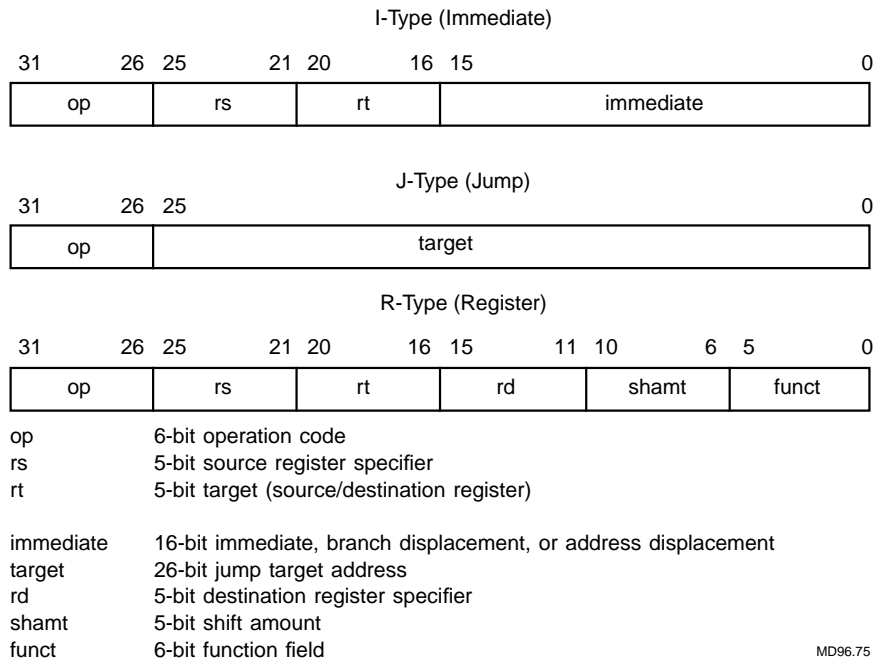 I-Type (Immediate)
31 26 25 21 20 16 15 0
op rs rt immediate
J-Type (Jump)
31 26 25 0
op target
R-Type (Register)
31 26 25 21 20 16 15 11 10 6 5 0
op rs rt rd shamt funct
op 6-bit operation code
rs 5-bit source register specifier
rt 5-bit target (source/destination register)
immediate 16-bit immediate, branch displacement, or address displacement
target 26-bit jump target address
rd 5-bit destination register specifier
shamt 5-bit shift amount
funct 6-bit function field
MD96.75